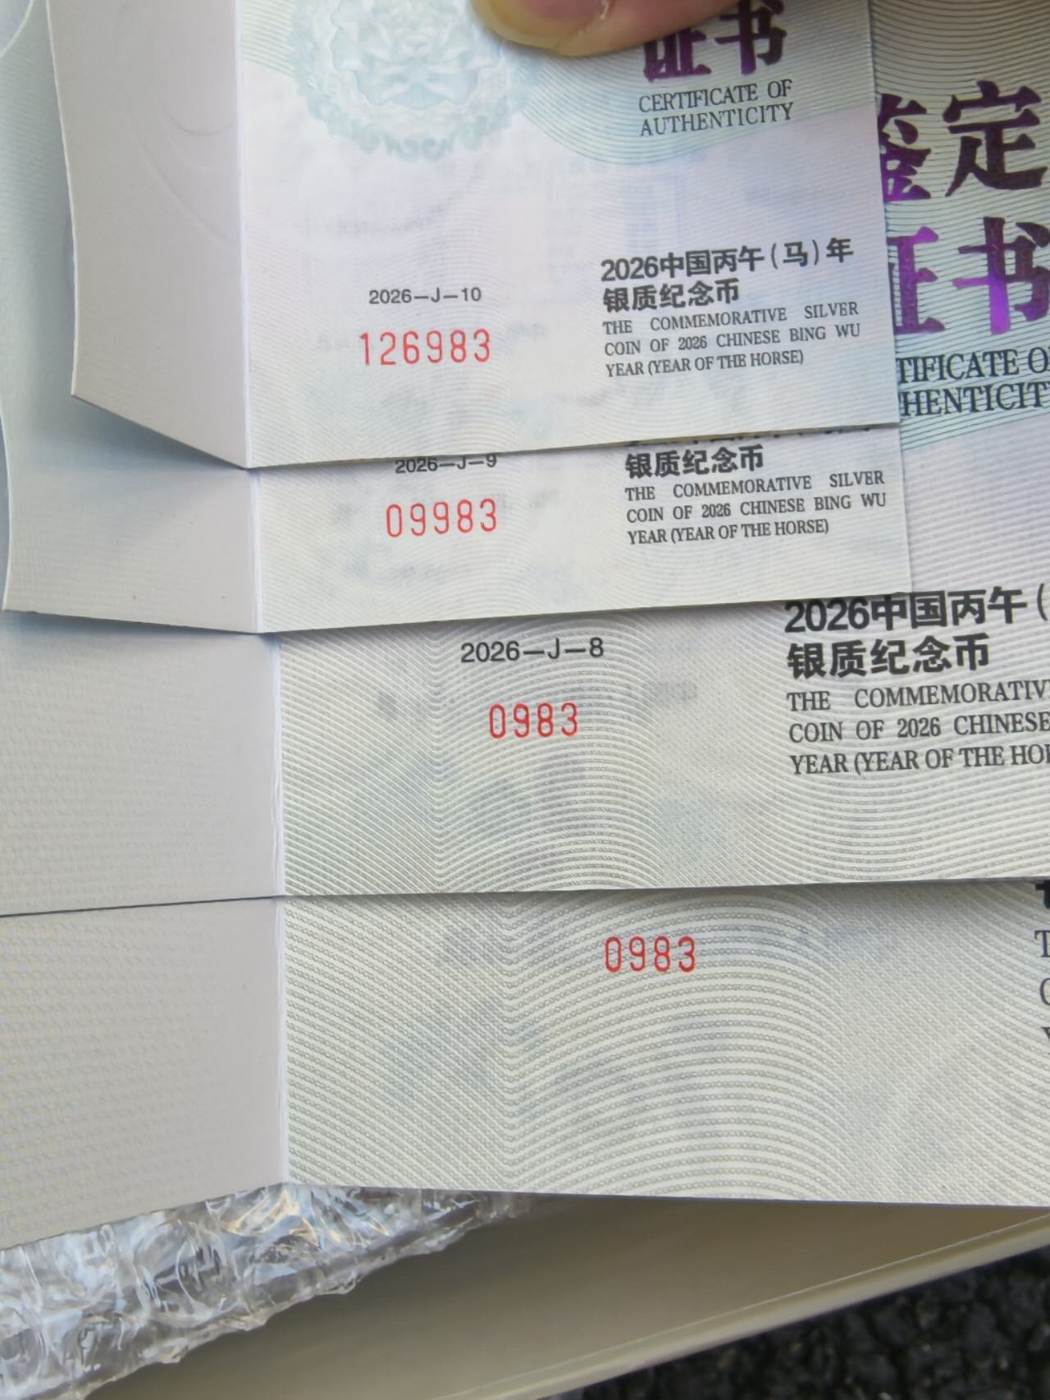 证书
CERTIFICATE OF
AUTHENTICITY
鉴定
证书
TIFICATE O
HENTICIT
2026—J—10
126983
2026中国丙午（马）年
银质纪念币
THE COMMEMORATIVE SILVER
COIN OF 2026 CHINESE BING WU
YEAR (YEAR OF THE HORSE)
2026—J—9
09983
银质纪念币
THE COMMEMORATIVE SILVER
COIN OF 2026 CHINESE BING WU
YEAR (YEAR OF THE HORSE)
2026—J—8
0983
2026中国丙午（
银质纪念币
THE COMMEMORATIV
COIN OF 2026 CHINESE
YEAR (YEAR OF THE HO
0983